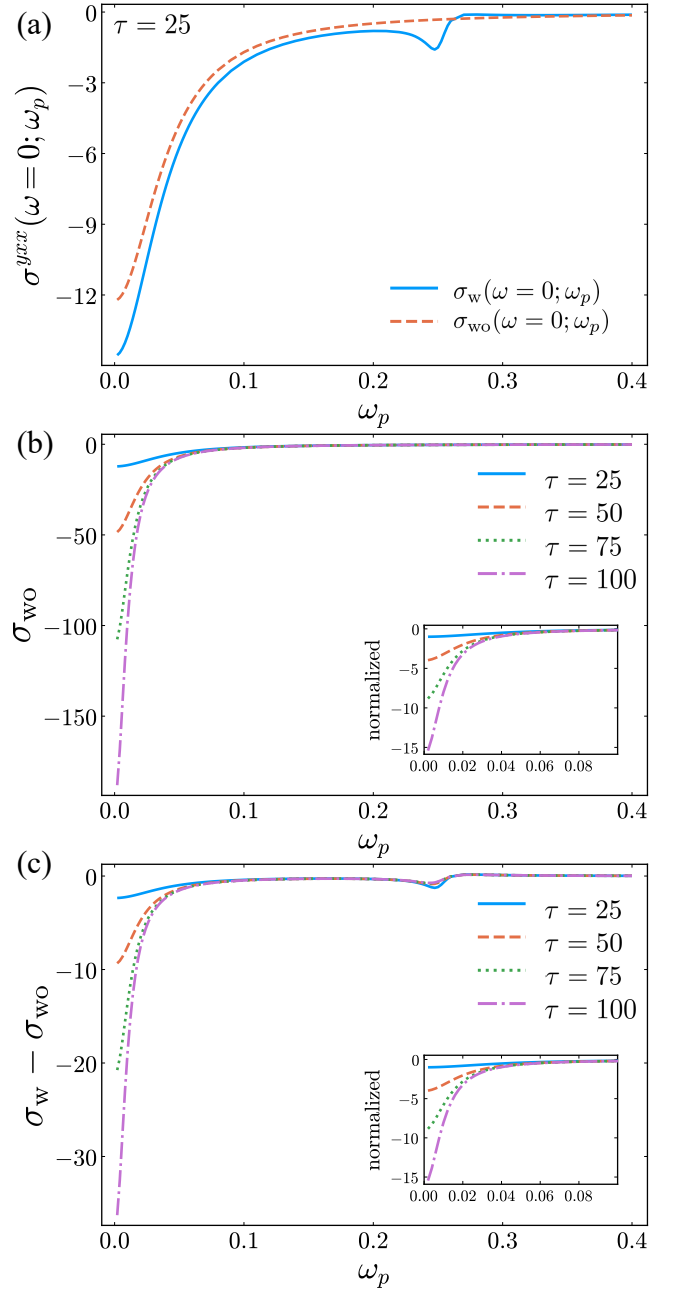 (a)
τ = 25
σ^{yxx}(ω = 0; ω_p)
0
−3
−6
−9
−12
σ_w(ω = 0; ω_p)
σ_wo(ω = 0; ω_p)
0.0 0.1 0.2 0.3 0.4
ω_p
(b)
σ_wo
0
−50
−100
−150
τ = 25
τ = 50
τ = 75
τ = 100
normalized
0
−5
−10
−15
0.00 0.02 0.04 0.06 0.08
0.0 0.1 0.2 0.3 0.4
ω_p
(c)
σ_w − σ_wo
0
−10
−20
−30
τ = 25
τ = 50
τ = 75
τ = 100
normalized
0
−5
−10
−15
0.00 0.02 0.04 0.06 0.08
0.0 0.1 0.2 0.3 0.4
ω_p